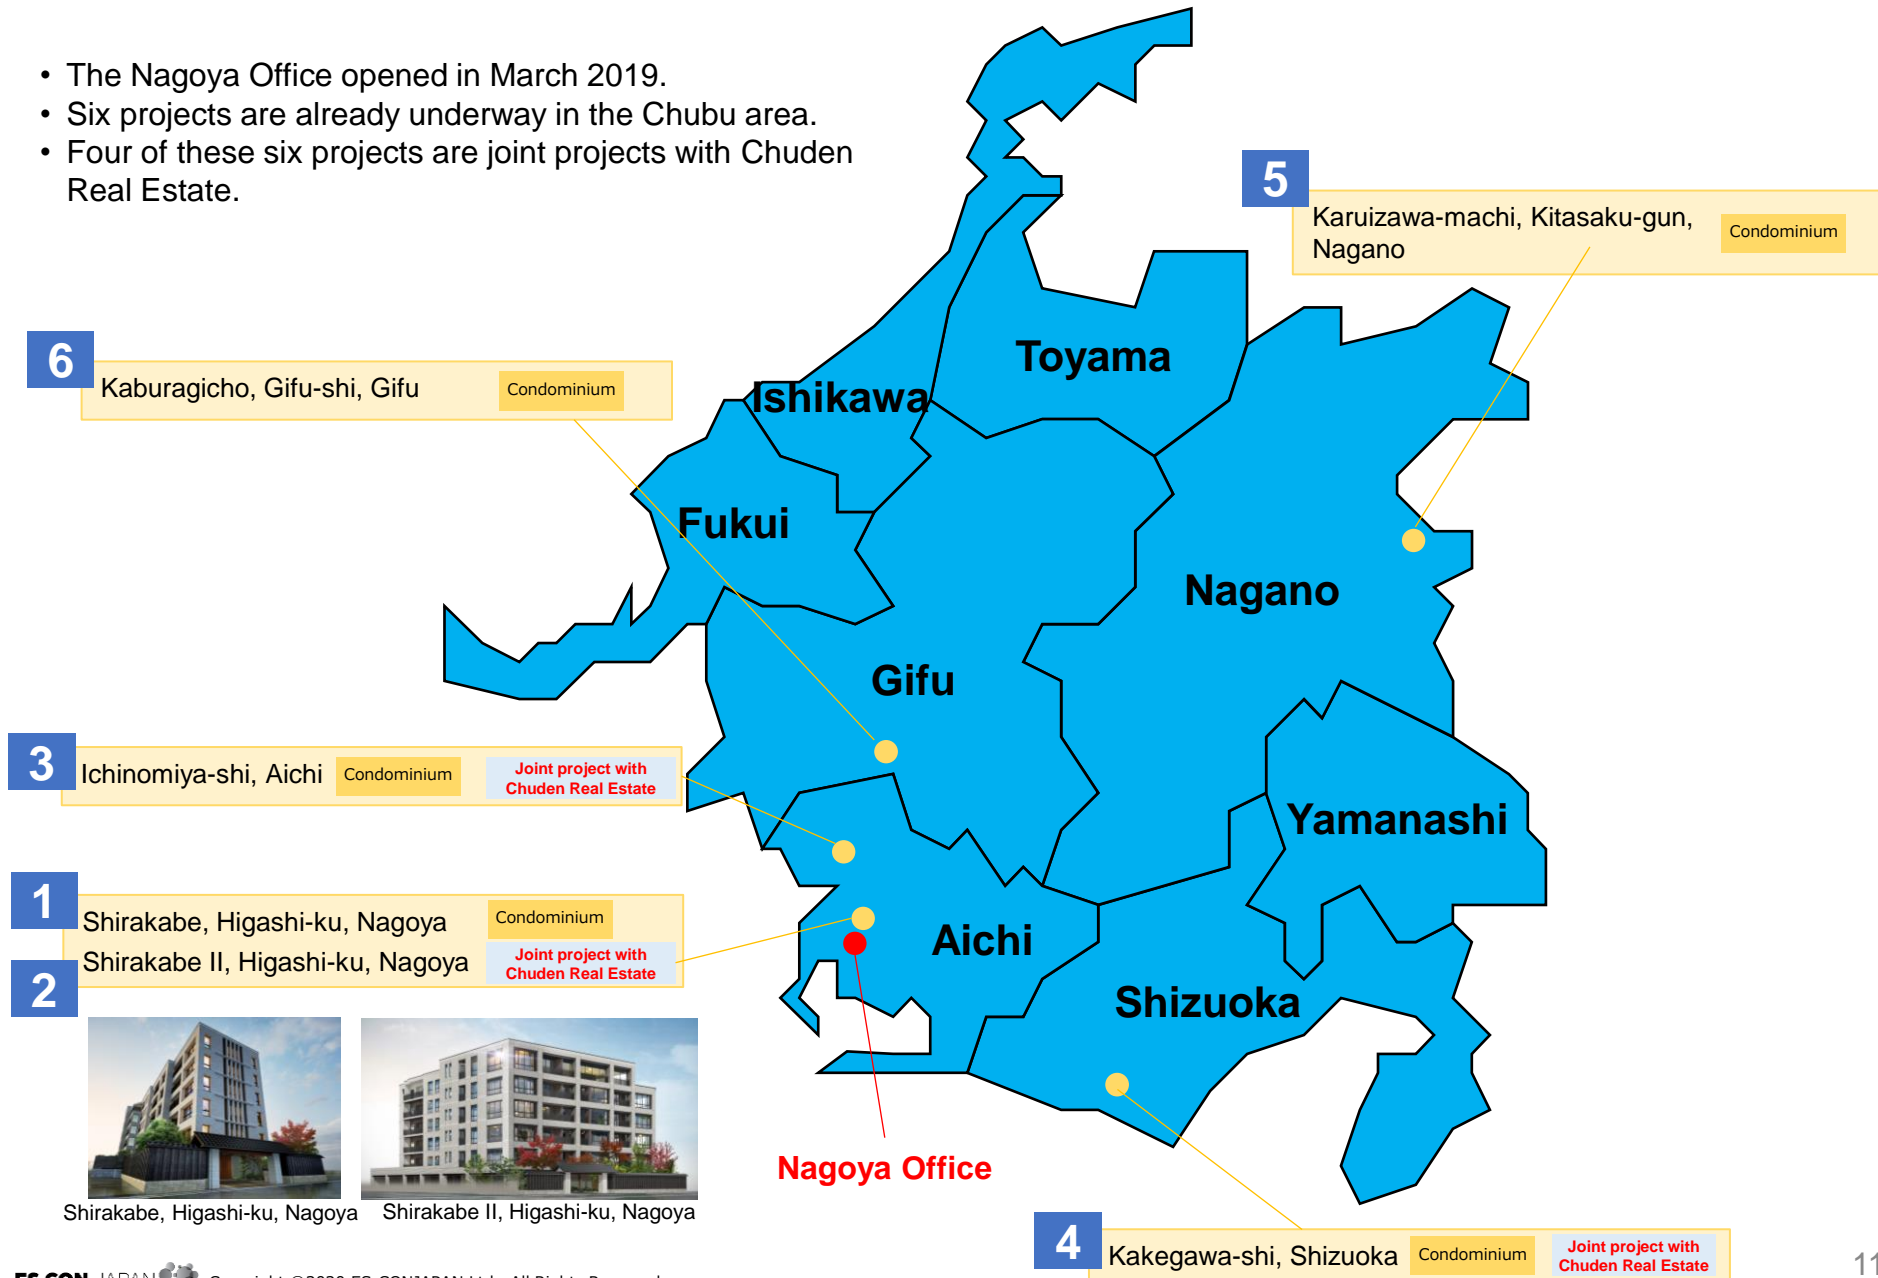 • The Nagoya Office opened in March 2019.
• Six projects are already underway in the Chubu area.
• Four of these six projects are joint projects with Chuden
Real Estate.
5
Karuizawa-machi, Kitasaku-gun,
Nagano
Condominium
6
Kaburagicho, Gifu-shi, Gifu
Condominium
Toyama
Ishikawa
Fukui
Nagano
Gifu
Yamanashi
Aichi
Shizuoka
3
Ichinomiya-shi, Aichi
Condominium
Joint project with
Chuden Real Estate
1
Shirakabe, Higashi-ku, Nagoya
Condominium
2
Shirakabe II, Higashi-ku, Nagoya
Joint project with
Chuden Real Estate
Shirakabe, Higashi-ku, Nagoya
Shirakabe II, Higashi-ku, Nagoya
Nagoya Office
4
Kakegawa-shi, Shizuoka
Condominium
Joint project with
Chuden Real Estate
11